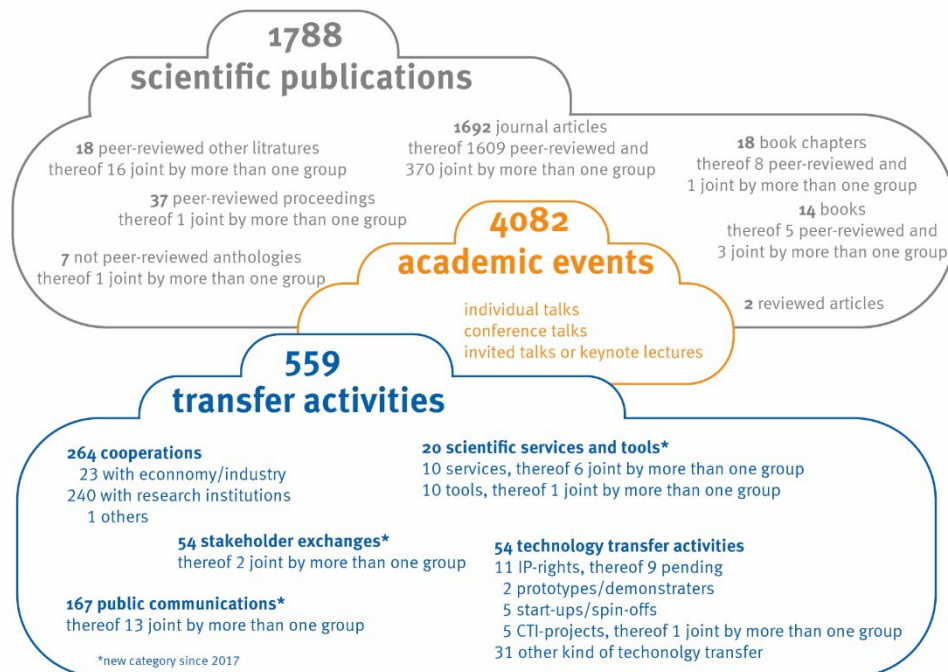 1788
scientific publications
18 peer-reviewed other litratures
thereof 16 joint by more than one group
37 peer-reviewed proceedings
thereof 1 joint by more than one group
7 not peer-reviewed anthologies
thereof 1 joint by more than one group
1692 journal articles
thereof 1609 peer-reviewed and
370 joint by more than one group
18 book chapters
thereof 8 peer-reviewed and
1 joint by more than one group
14 books
thereof 5 peer-reviewed and
3 joint by more than one group
2 reviewed articles
4082
academic events
individual talks
conference talks
invited talks or keynote lectures
559
transfer activities
264 cooperations
23 with econnomy/industry
240 with research institutions
1 others
54 stakeholder exchanges*
thereof 2 joint by more than one group
167 public communications*
thereof 13 joint by more than one group
*new category since 2017
20 scientific services and tools*
10 services, thereof 6 joint by more than one group
10 tools, thereof 1 joint by more than one group
54 technology transfer activities
11 IP-rights, thereof 9 pending
2 prototypes/demonstraters
5 start-ups/spin-offs
5 CTI-projects, thereof 1 joint by more than one group
31 other kind of techonolgy transfer